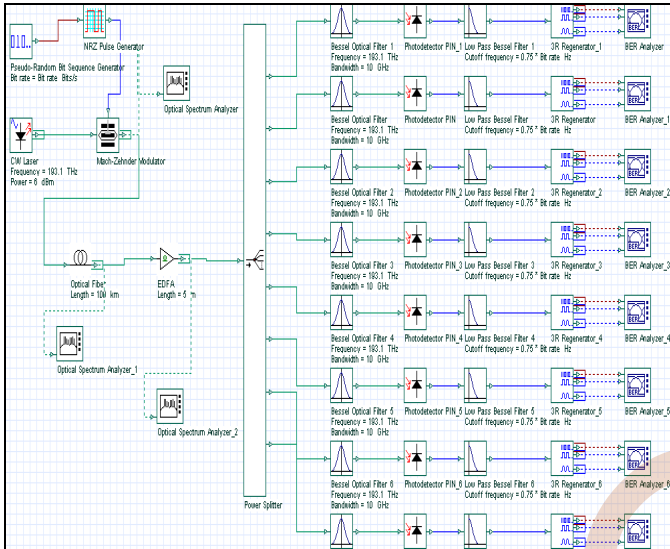 NRZ Pulse Generator
Pseudo-Random Bit Sequence Generator
Bit rate = Bit rate Bits/s
Optical Spectrum Analyzer
CW Laser
Frequency = 193.1 THz
Power = 6 dBm
Mach-Zehnder Modulator
Optical Fiber
Length = 100 km
EDFA
Length = 5 m
Optical Spectrum Analyzer_1
Optical Spectrum Analyzer_2
Power Splitter
Bessel Optical Filter 1
Frequency = 193.1 THz
Bandwidth = 10 GHz
Photodetector PIN_1
Low Pass Bessel Filter 1
Cutoff frequency = 0.75 * Bit rate Hz
3R Regenerator_1
BER Analyzer
Bessel Optical Filter
Frequency = 193.1 THz
Bandwidth = 10 GHz
Photodetector PIN
Low Pass Bessel Filter
Cutoff frequency = 0.75 * Bit rate Hz
3R Regenerator
BER Analyzer_1
Bessel Optical Filter 2
Frequency = 193.1 THz
Bandwidth = 10 GHz
Photodetector PIN_2
Low Pass Bessel Filter 2
Cutoff frequency = 0.75 * Bit rate Hz
3R Regenerator_2
BER Analyzer_2
Bessel Optical Filter 3
Frequency = 193.1 THz
Bandwidth = 10 GHz
Photodetector PIN_3
Low Pass Bessel Filter 3
Cutoff frequency = 0.75 * Bit rate Hz
3R Regenerator_3
BER Analyzer_3
Bessel Optical Filter 4
Frequency = 193.1 THz
Bandwidth = 10 GHz
Photodetector PIN_4
Low Pass Bessel Filter 4
Cutoff frequency = 0.75 * Bit rate Hz
3R Regenerator_4
BER Analyzer_4
Bessel Optical Filter 5
Frequency = 193.1 THz
Bandwidth = 10 GHz
Photodetector PIN_5
Low Pass Bessel Filter 5
Cutoff frequency = 0.75 * Bit rate Hz
3R Regenerator_5
BER Analyzer_5
Bessel Optical Filter 6
Frequency = 193.1 THz
Bandwidth = 10 GHz
Photodetector PIN_6
Low Pass Bessel Filter 6
Cutoff frequency = 0.75 * Bit rate Hz
3R Regenerator_6
BER Analyzer_6